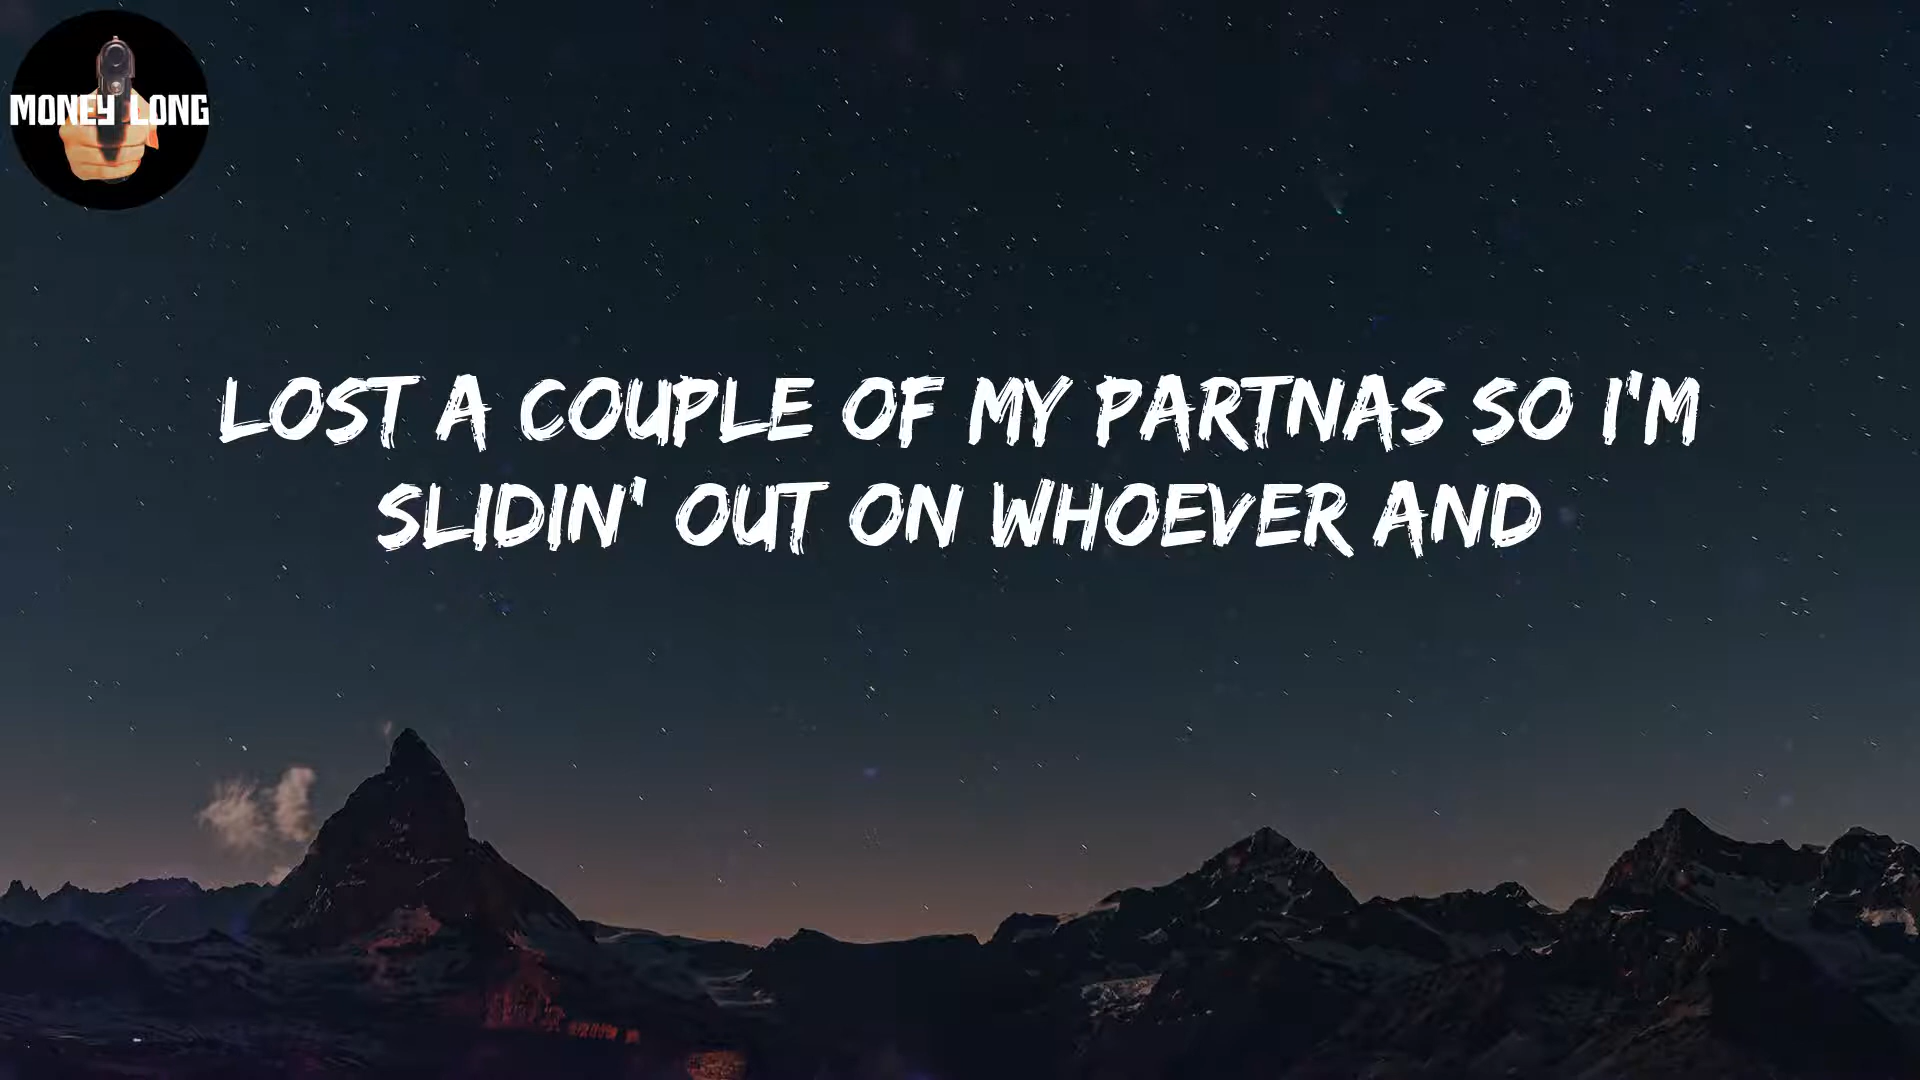 MONEY LONG
LOST A COUPLE OF MY PARTNAS SO I'M
SLIDIN' OUT ON WHOEVER AND